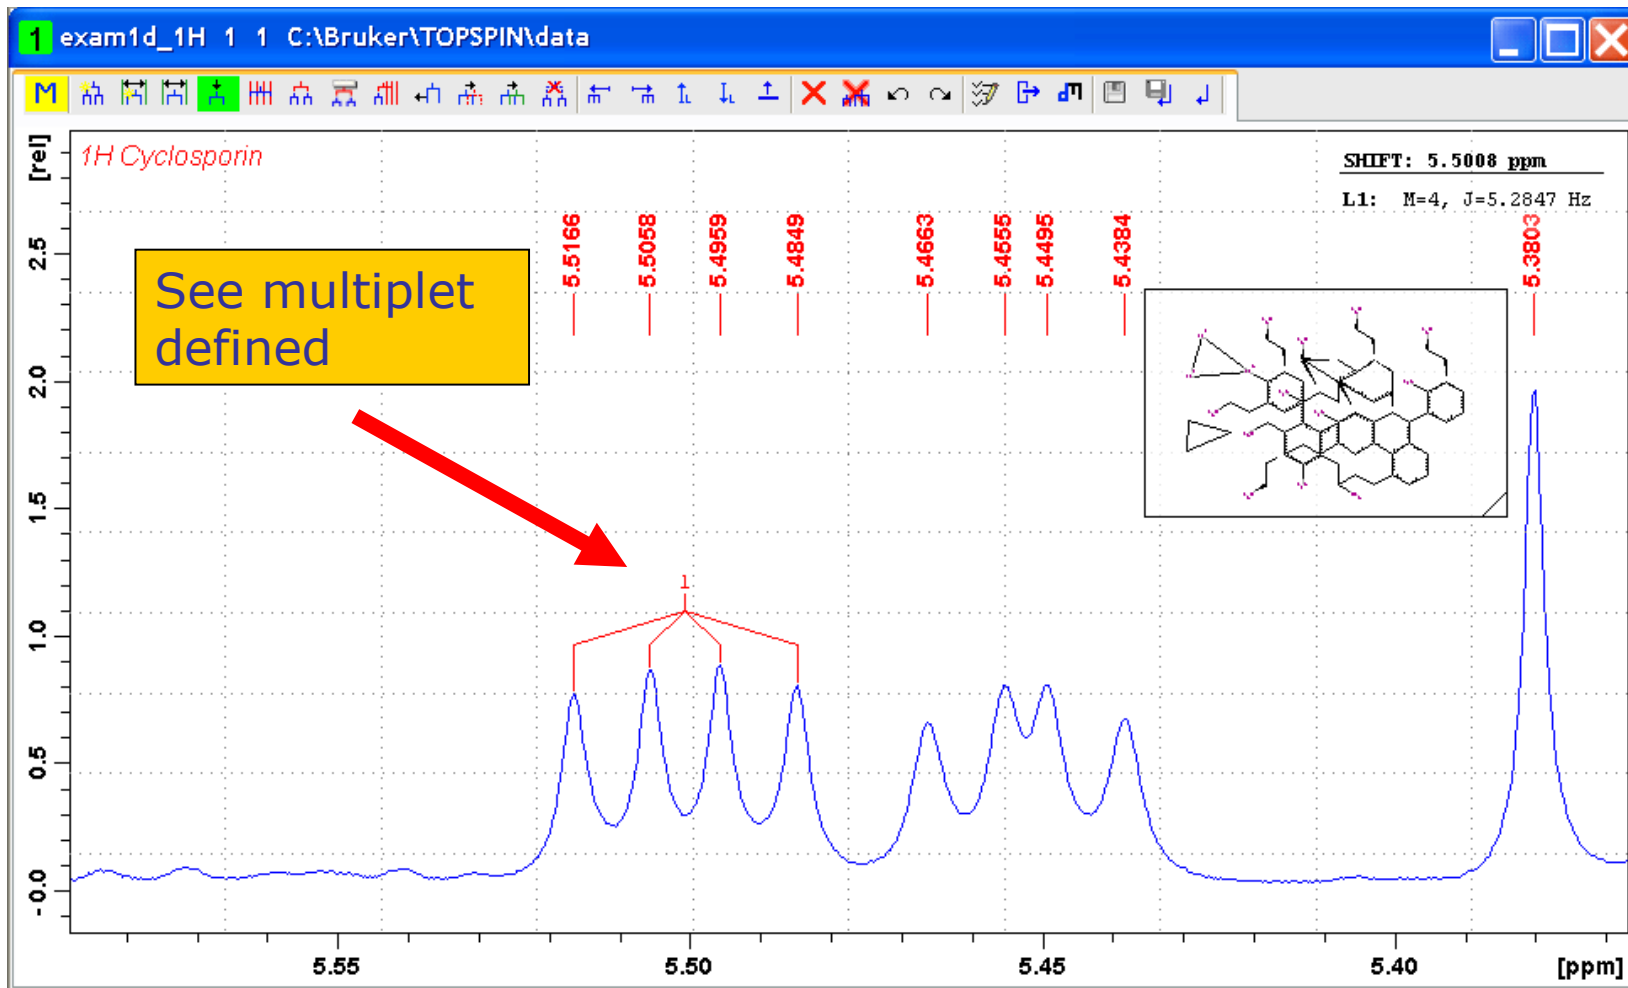 1 exam1d_1H 1 1 C:\Bruker\TOPSPIN\data
M
[rel]
1H Cyclosporin
SHIFT: 5.5008 ppm
L1: M=4, J=5.2847 Hz
5.5166
5.5058
5.4959
5.4849
5.4663
5.4555
5.4495
5.4384
5.3803
See multiplet
defined
1
2.5
2.0
1.5
1.0
0.5
-0.0
5.55
5.50
5.45
5.40
[ppm]